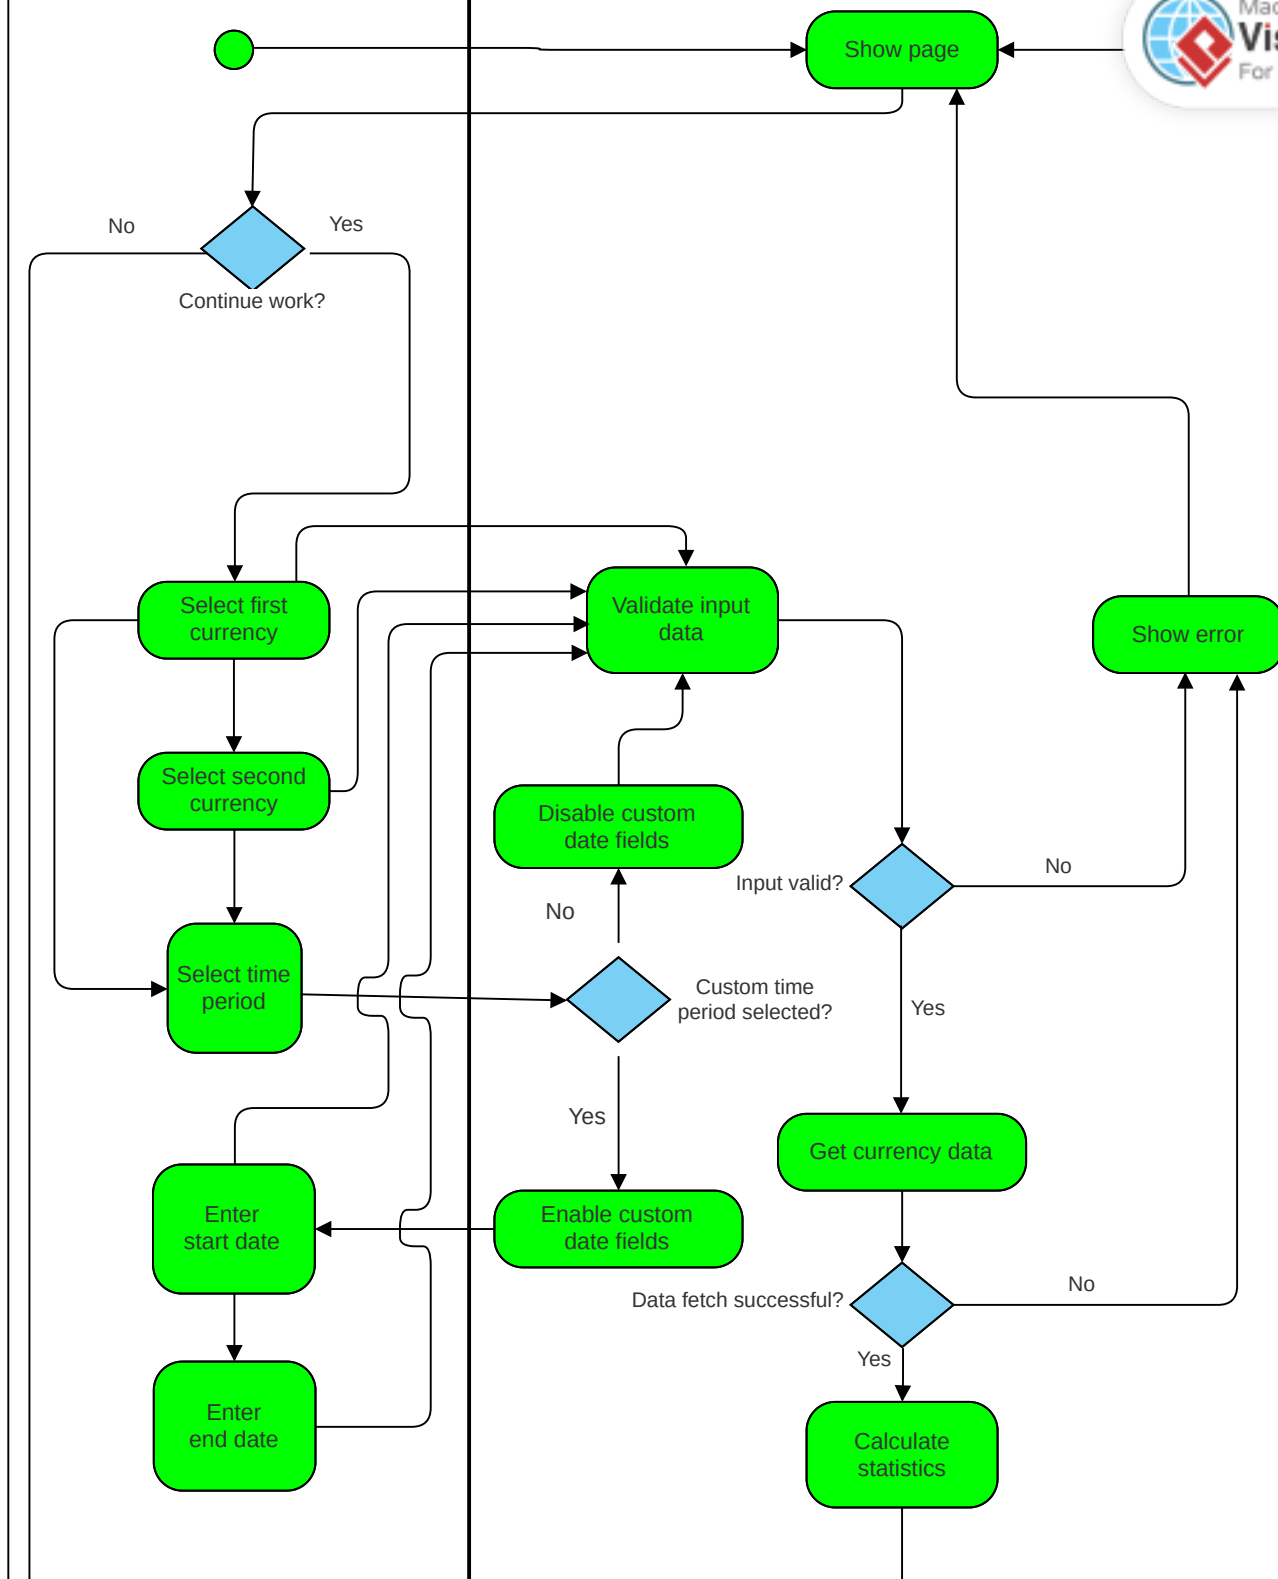 Show page
Vis
For
No
Yes
Continue work?
Select first
currency
Validate input
data
Show error
Select second
currency
Disable custom
date fields
Input valid?
No
No
Select time
period
Custom time
period selected?
Yes
Yes
Get currency data
Enter
start date
Enable custom
date fields
Data fetch successful?
No
Yes
Enter
end date
Calculate
statistics